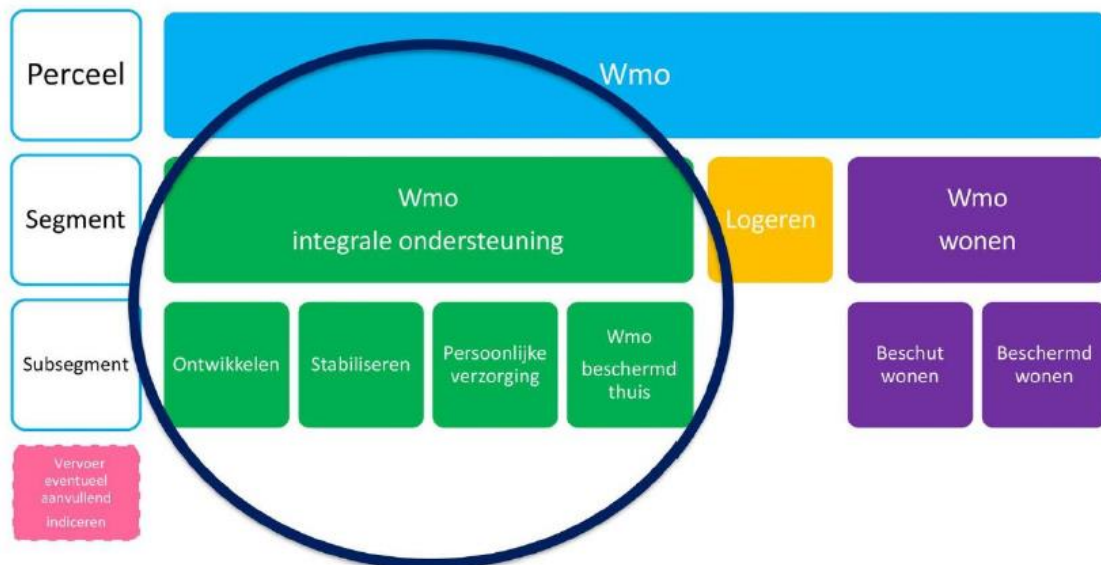 Perceel
Wmo
Segment
Wmo
integrale ondersteuning
Logeren
Wmo
wonen
Subsegment
Ontwikkelen
Stabiliseren
Persoonlijke
verzorging
Wmo
beschermd
thuis
Beschut
wonen
Beschermd
wonen
Vervoer
eventueel
aanvullend
indiceren